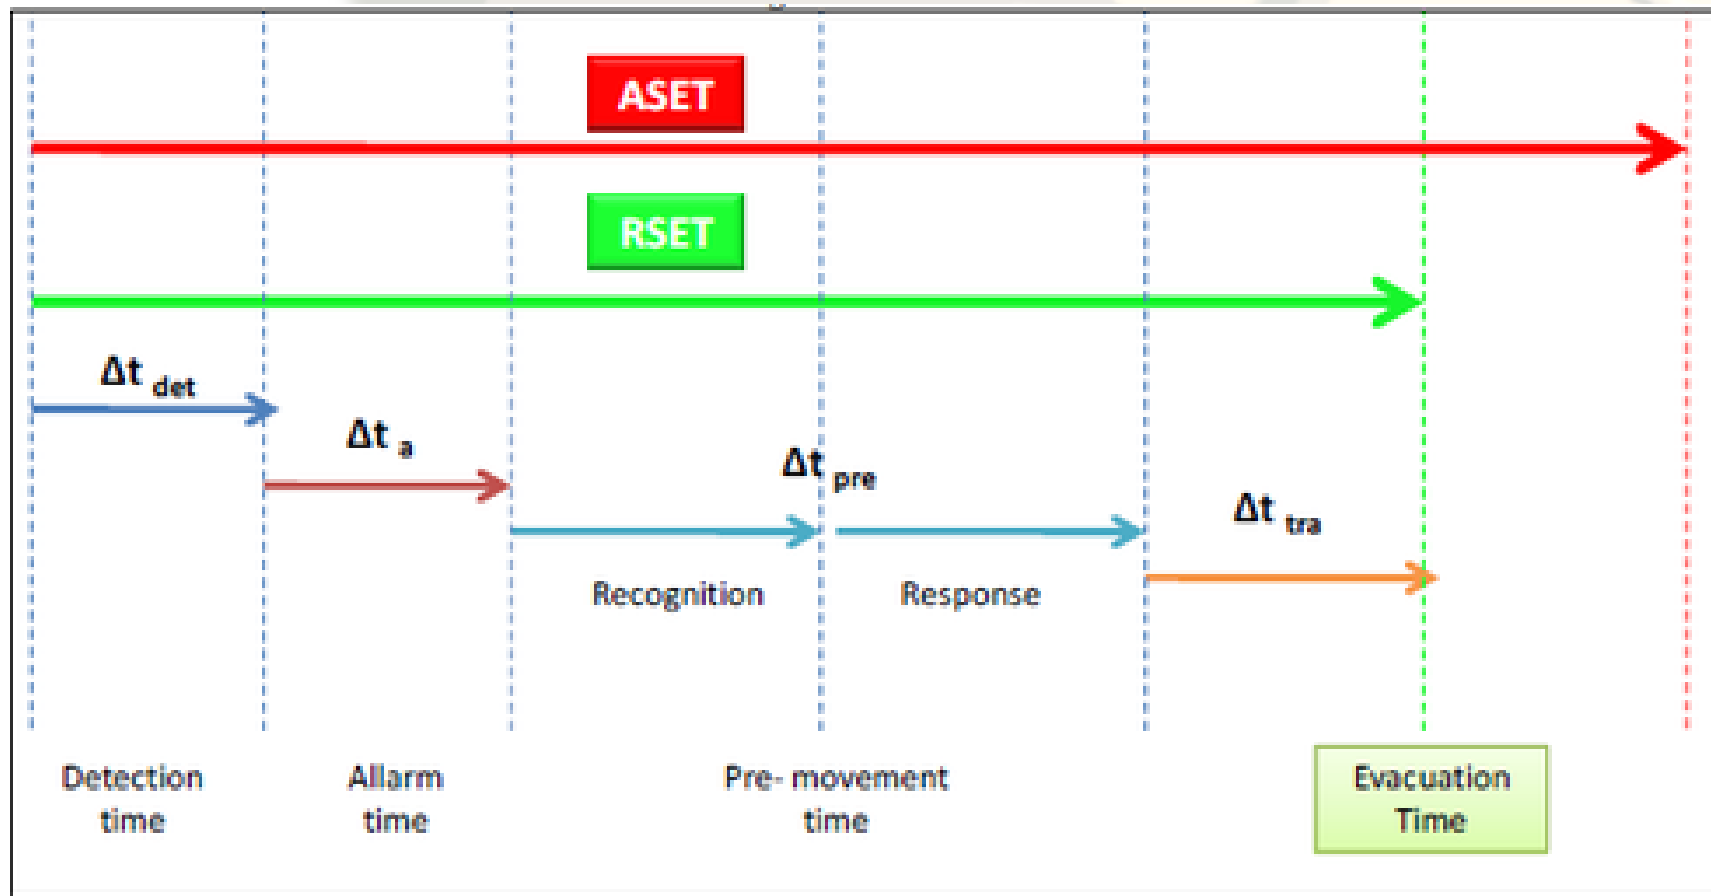 ASET
RSET
Δt det
Δt a
Δt pre
Δt tra
Recognition
Response
Detection
time
Allarm
time
Pre- movement
time
Evacuation
Time